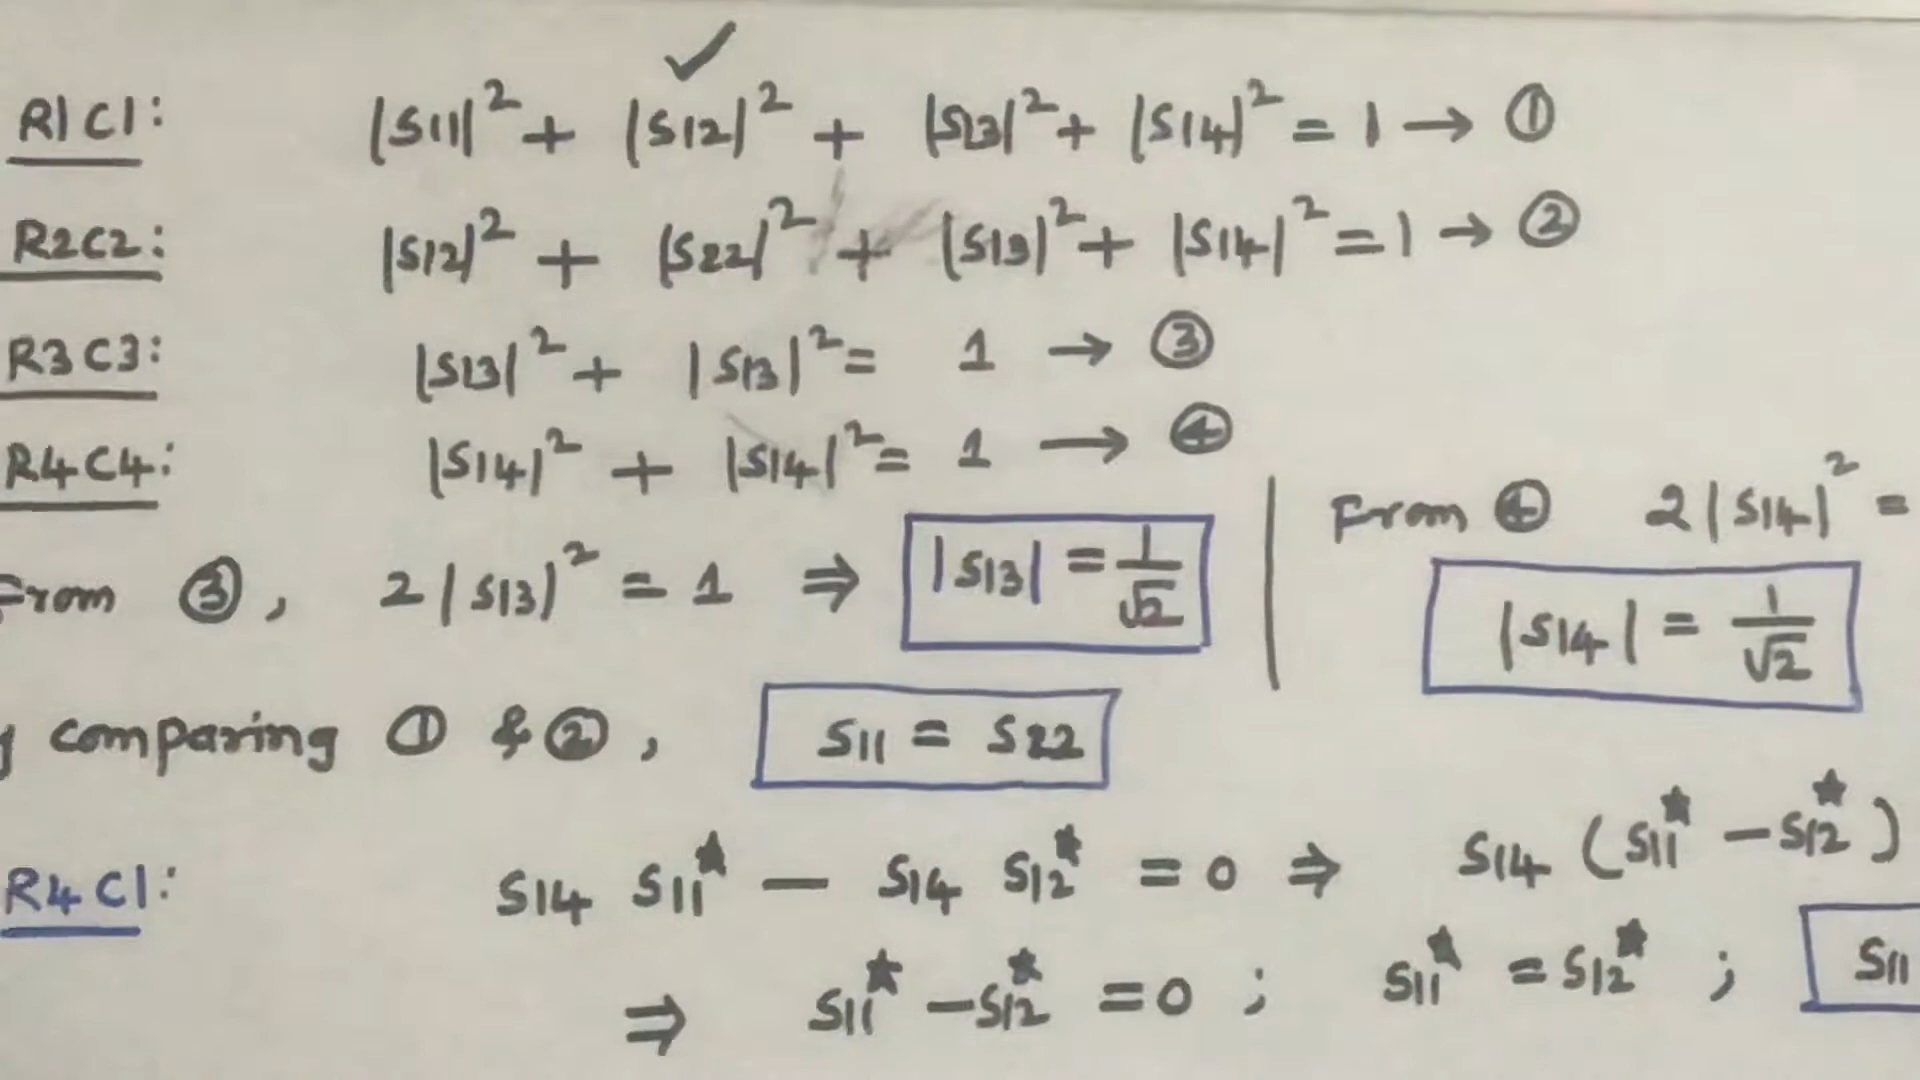 R1C1: |S11|² + |S12|² + |S13|² + |S14|² = 1 → ①
R2C2: |S12|² + |S22|² + |S13|² + |S14|² = 1 → ②
R3C3: |S13|² + |S13|² = 1 → ③
R4C4: |S14|² + |S14|² = 1 → ④
From ③, 2|S13|² = 1 ⇒ |S13| = 1/√2
From ④ 2|S14|² =
|S14| = 1/√2
comparing ① & ②, S11 = S22
R4C1: S14 S11* − S14 S12* = 0 ⇒ S14 (S11* − S12*)
⇒ S11* − S12* = 0 ; S11* = S12* ; S11